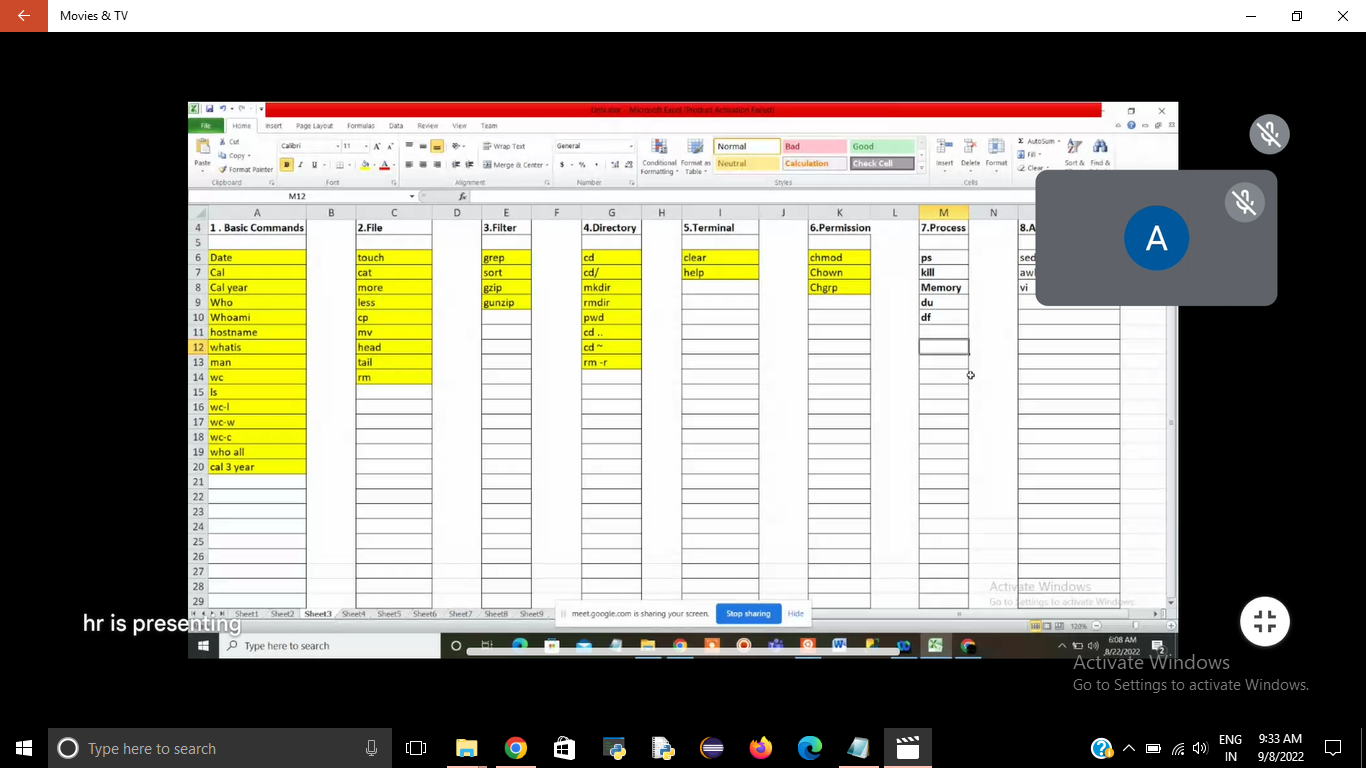 Movies & TV
Unix.star - Microsoft Excel (Product Activation Failed)
File Home Insert Page Layout Formulas Data Review View Team
Cut
Copy
Format Painter
Paste
Clipboard
Calibri 11
B I U
Font
Wrap Text
Merge & Center
Alignment
General
$ % ,
Number
Conditional Formatting
Format as Table
Normal Bad Good
Neutral Calculation Check Cell
Styles
Insert Delete Format
Cells
AutoSum
Fill
Clear
Sort &
Find &
M12
fx
A B C D E F G H I J K L M N
4 1 . Basic Commands 2.File 3.Filter 4.Directory 5.Terminal 6.Permission 7.Process 8.A
5
6 Date touch grep cd clear chmod ps sed
7 Cal cat sort cd/ help Chown kill aw
8 Cal year more gzip mkdir Chgrp Memory vi
9 Who less gunzip rmdir du
10 Whoami cp pwd df
11 hostname mv cd ..
12 whatis head cd ~
13 man tail rm -r
14 wc rm
15 ls
16 wc-l
17 wc-w
18 wc-c
19 who all
20 cal 3 year
21
22
23
24
25
26
27
28
29
A
Activate Windows
Go to Settings to activate Windows.
Sheet1 Sheet2 Sheet3 Sheet4 Sheet5 Sheet6 Sheet7 Sheet8 Sheet9
meet.google.com is sharing your screen. Stop sharing Hide
120%
hr is presenting
Type here to search
6:08 AM
8/22/2022
Activate Windows
Go to Settings to activate Windows.
Type here to search
ENG
IN
9:33 AM
9/8/2022